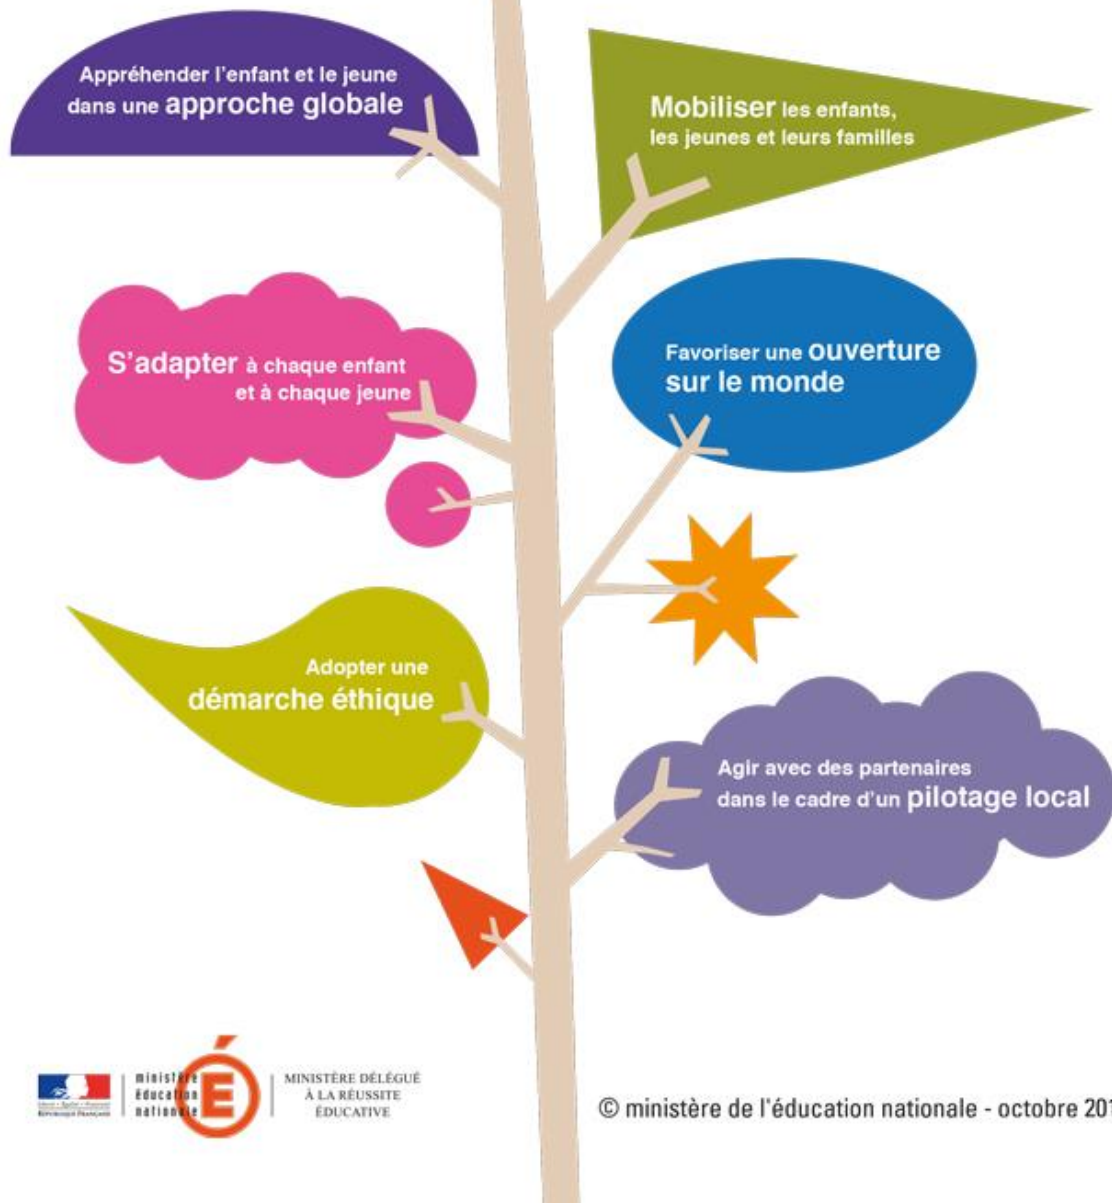 Appréhender l'enfant et le jeune
dans une approche globale
Mobiliser les enfants,
les jeunes et leurs familles
S'adapter à chaque enfant
et à chaque jeune
Favoriser une ouverture
sur le monde
Adopter une
démarche éthique
Agir avec des partenaires
dans le cadre d'un pilotage local
ministère
éducation
nationale
É
MINISTÈRE DÉLÉGUÉ
À LA RÉUSSITE
ÉDUCATIVE
RÉPUBLIQUE FRANÇAISE
© ministère de l'éducation nationale - octobre